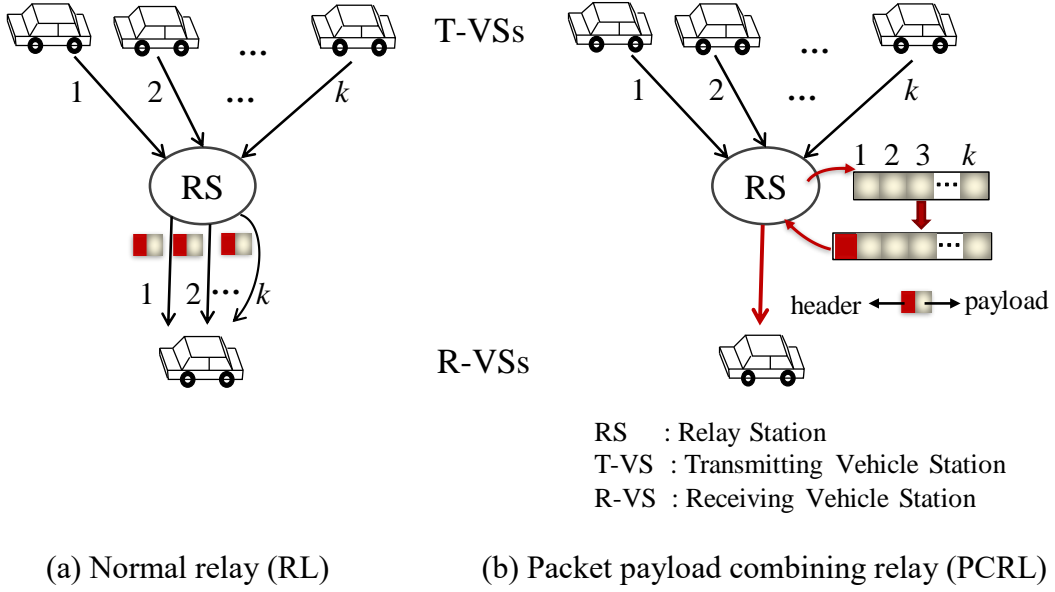 T-VSs
1 2 ... k
...
RS
1 2 ... k
R-VSs
1 2 ... k
...
RS
1 2 3 k
...
...
header payload
RS : Relay Station
T-VS : Transmitting Vehicle Station
R-VS : Receiving Vehicle Station
(a) Normal relay (RL)
(b) Packet payload combining relay (PCRL)